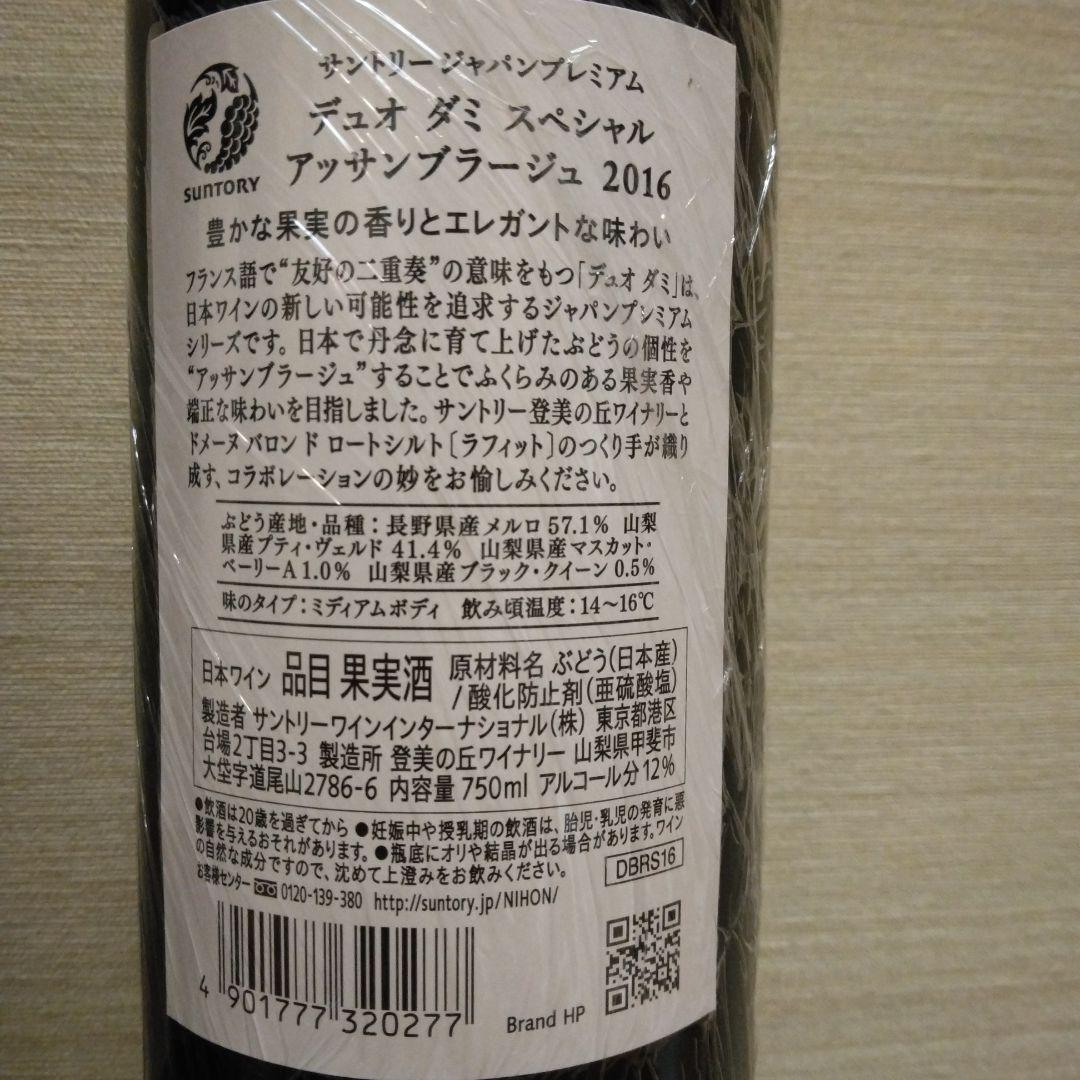 サントリージャパンプレミアム
デュオ ダミ スペシャル
アッサンブラージュ 2016
SUNTORY
豊かな果実の香りとエレガントな味わい
フランス語で“友好の二重奏”の意味をもつ「デュオ ダミ」は、
日本ワインの新しい可能性を追求するジャパンプレミアム
シリーズです。日本で丹念に育て上げたぶどうの個性を
“アッサンブラージュ”することでふくらみのある果実香や
端正な味わいを目指しました。サントリー登美の丘ワイナリーと
ドメーヌ バロン ド ロートシルト〔ラフィット〕のつくり手が織り
成す、コラボレーションの妙をお愉しみください。
ぶどう産地・品種：長野県産メルロ 57.1% 山梨
県産プティ・ヴェルド 41.4% 山梨県産マスカット・
ベーリーA 1.0% 山梨県産ブラック・クイーン 0.5%
味のタイプ：ミディアムボディ 飲み頃温度：14〜16℃
日本ワイン 品目 果実酒 原材料名 ぶどう(日本産)
/酸化防止剤(亜硫酸塩)
製造者 サントリーワインインターナショナル(株) 東京都港区
台場2丁目3-3 製造所 登美の丘ワイナリー 山梨県甲斐市
大垈字道尾山2786-6 内容量 750ml アルコール分 12%
●飲酒は20歳を過ぎてから ●妊娠中や授乳期の飲酒は、胎児・乳児の発育に悪
影響を与えるおそれがあります。 ●瓶底にオリや結晶が出る場合があります。ワイン
の自然な成分ですので、沈めて上澄みをお飲みください。
DBRS16
お客様センター 0120-139-380 http://suntory.jp/NIHON/
4 901777 320277
Brand HP